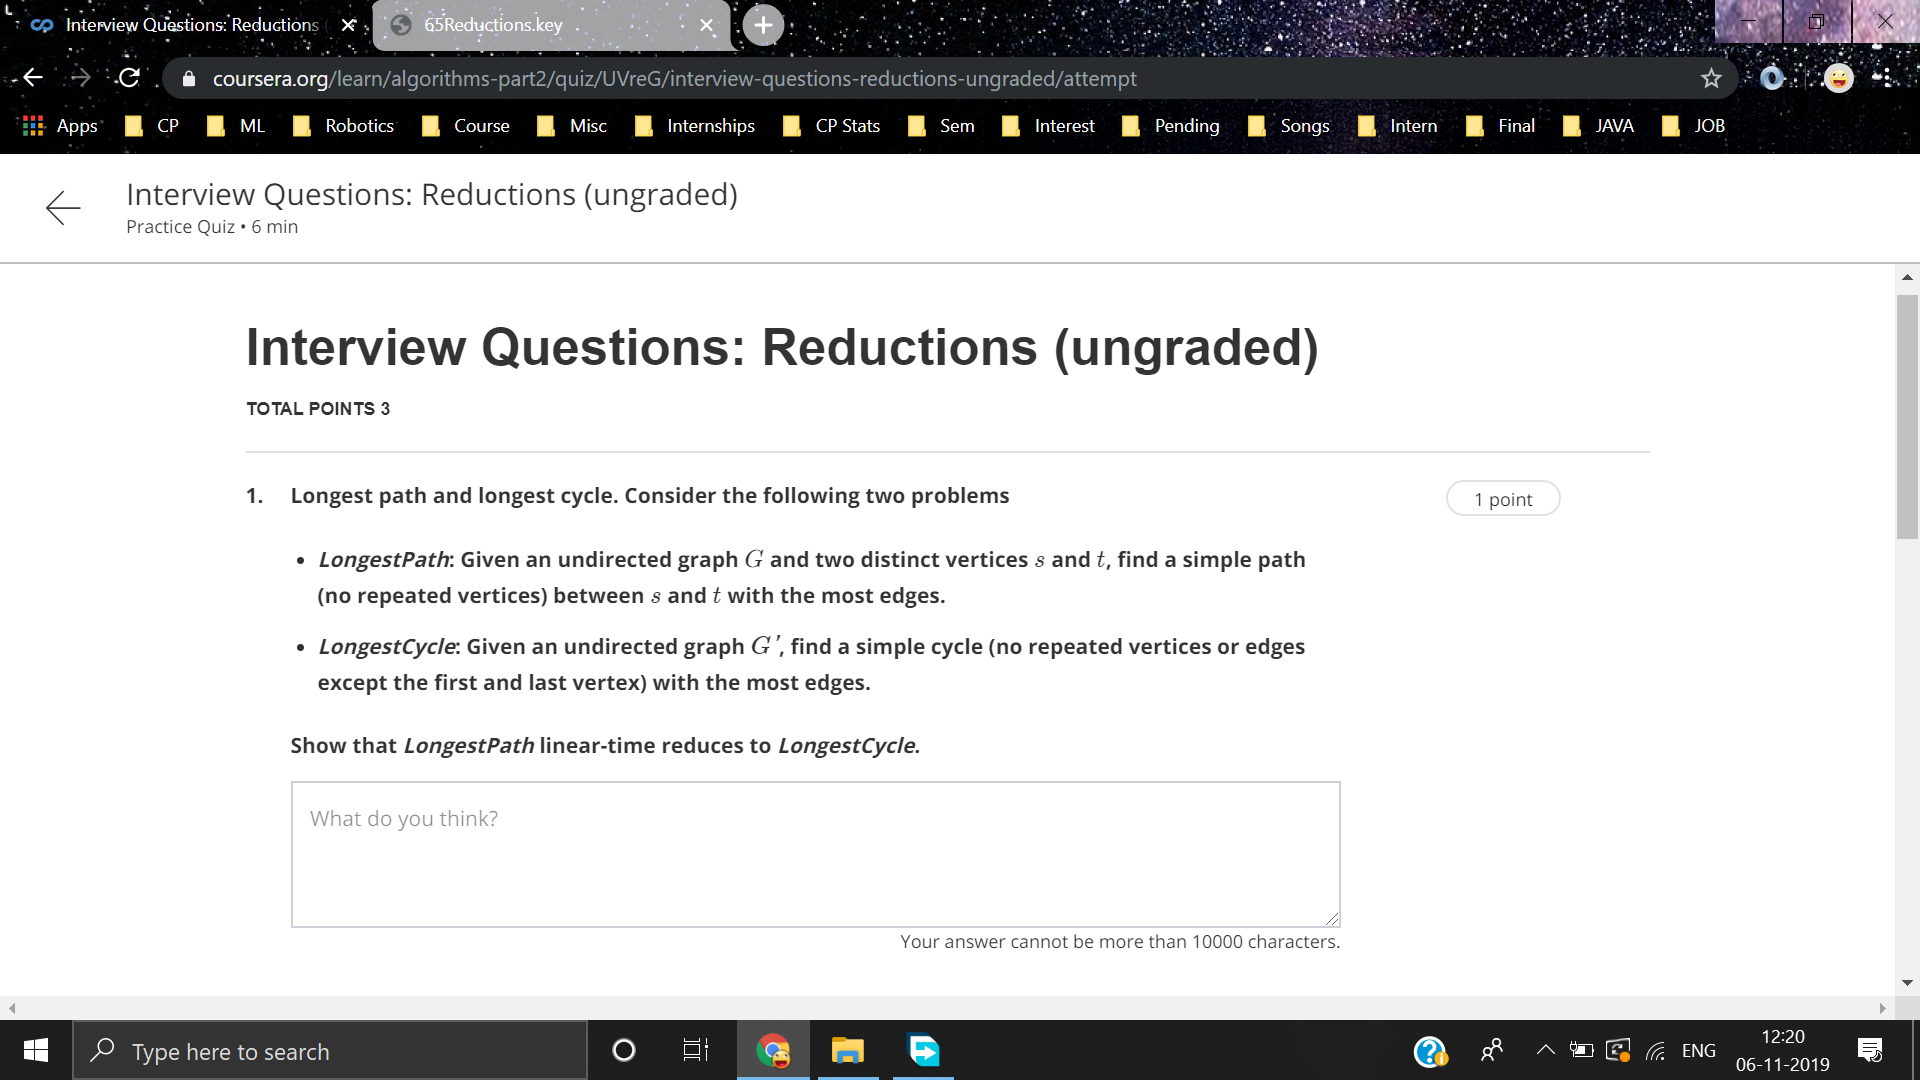 Interview Questions: Reductions
65Reductions.key
coursera.org/learn/algorithms-part2/quiz/UVreG/interview-questions-reductions-ungraded/attempt
Apps CP ML Robotics Course Misc Internships CP Stats Sem Interest Pending Songs Intern Final JAVA JOB
Interview Questions: Reductions (ungraded)
Practice Quiz • 6 min
Interview Questions: Reductions (ungraded)
TOTAL POINTS 3
1. Longest path and longest cycle. Consider the following two problems
1 point
• LongestPath: Given an undirected graph G and two distinct vertices s and t, find a simple path
(no repeated vertices) between s and t with the most edges.
• LongestCycle: Given an undirected graph G', find a simple cycle (no repeated vertices or edges
except the first and last vertex) with the most edges.
Show that LongestPath linear-time reduces to LongestCycle.
What do you think?
Your answer cannot be more than 10000 characters.
Type here to search
ENG
12:20
06-11-2019